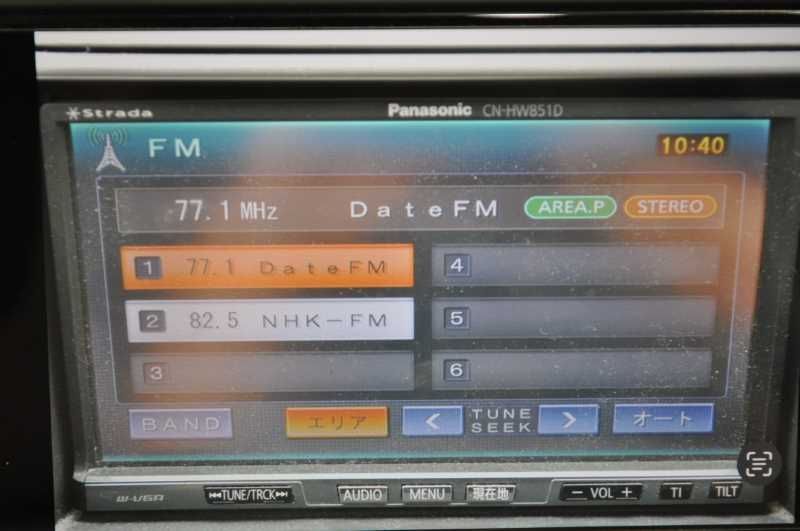 Strada
Panasonic CN-HW851D
FM
10:40
77.1 MHz DateFM AREA.P STEREO
1 77.1 DateFM
4
2 82.5 NHK-FM
5
3
6
BAND エリア < TUNE SEEK > オート
W-VGA TUNE/TRCK AUDIO MENU 現在地 − VOL + TI TILT